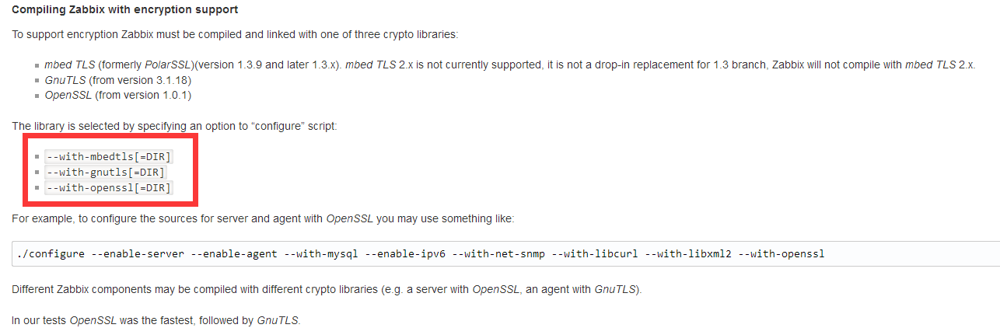 Compiling Zabbix with encryption support
To support encryption Zabbix must be compiled and linked with one of three crypto libraries:
mbed TLS (formerly PolarSSL)(version 1.3.9 and later 1.3.x). mbed TLS 2.x is not currently supported, it is not a drop-in replacement for 1.3 branch, Zabbix will not compile with mbed TLS 2.x.
GnuTLS (from version 3.1.18)
OpenSSL (from version 1.0.1)
The library is selected by specifying an option to “configure” script:
--with-mbedtls[=DIR]
--with-gnutls[=DIR]
--with-openssl[=DIR]
For example, to configure the sources for server and agent with OpenSSL you may use something like:
./configure --enable-server --enable-agent --with-mysql --enable-ipv6 --with-net-snmp --with-libcurl --with-libxml2 --with-openssl
Different Zabbix components may be compiled with different crypto libraries (e.g. a server with OpenSSL, an agent with GnuTLS).
In our tests OpenSSL was the fastest, followed by GnuTLS.